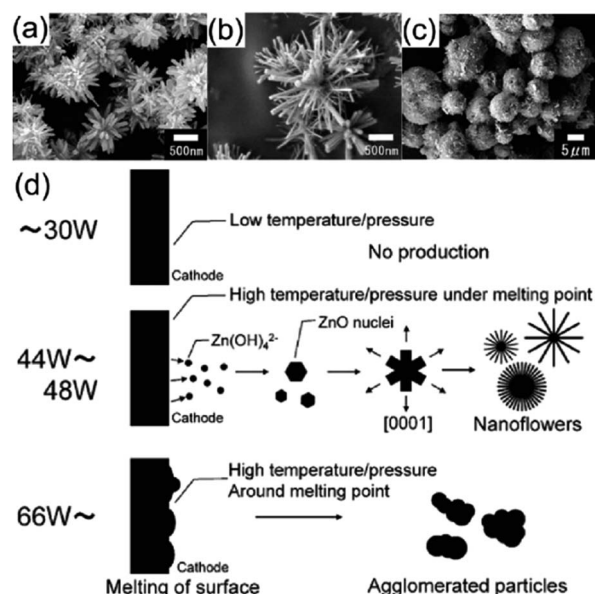 (a)
(b)
(c)
500nm
500nm
5μm
(d)
~30W
Low temperature/pressure
No production
Cathode
High temperature/pressure under melting point
44W~
48W
Zn(OH)₄²⁻
ZnO nuclei
[0001]
Nanoflowers
Cathode
66W~
High temperature/pressure
Around melting point
Cathode
Melting of surface
Agglomerated particles